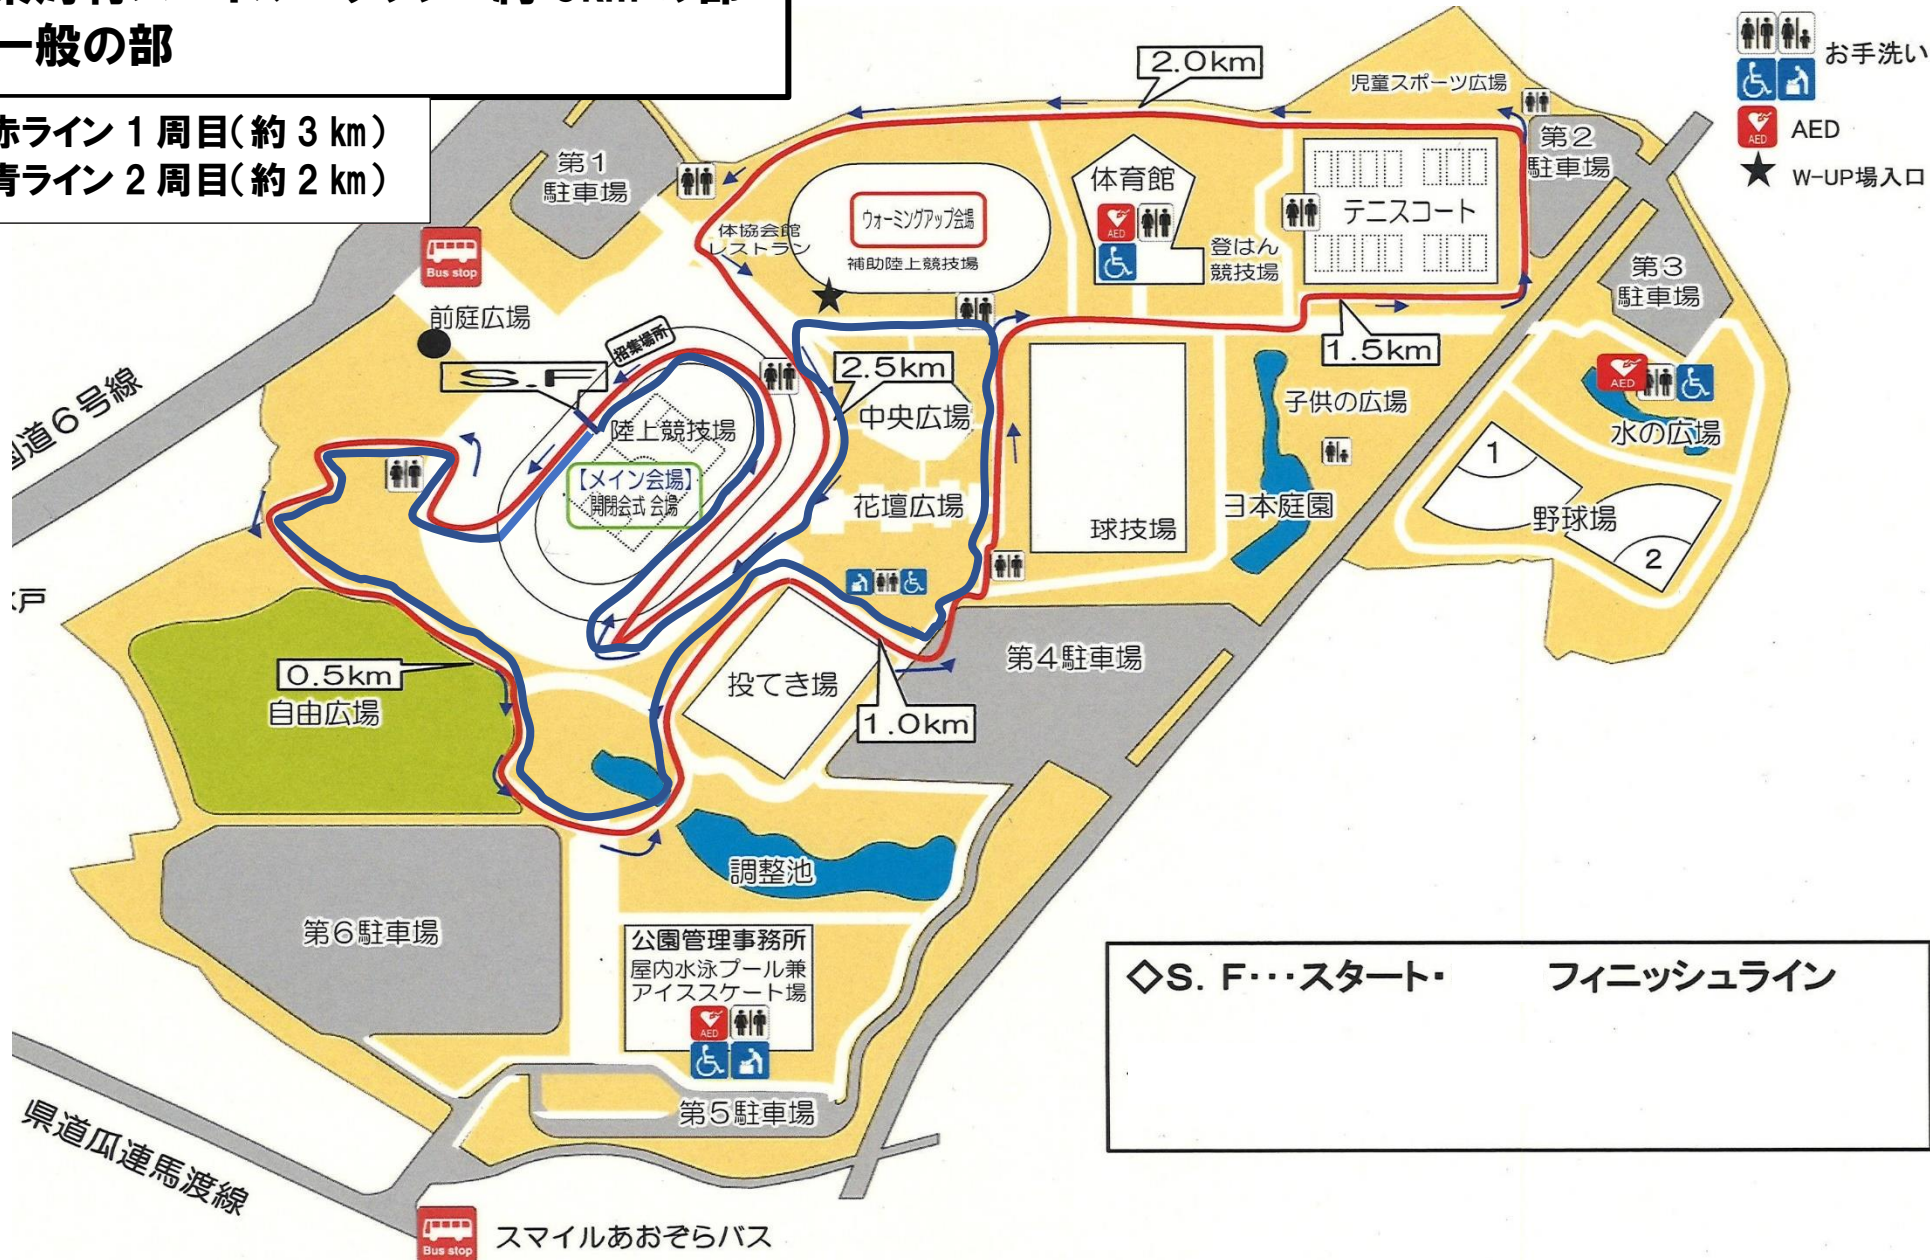 一般の部
赤ライン 1 周目(約 3 km)
青ライン 2 周目(約 2 km)
2.0km
児童スポーツ広場
お手洗い
AED
AED
W-UP場入口
第1
駐車場
第2
駐車場
体育館
AED
ウォーミングアップ会場
補助陸上競技場
テニスコート
体協会館
レストラン
登はん
競技場
第3
駐車場
Bus stop
前庭広場
招集場所
S.F
2.5km
1.5km
国道6号線
陸上競技場
中央広場
子供の広場
AED
水の広場
【メイン会場】
開閉会式 会場
花壇広場
球技場
日本庭園
1
野球場
2
水戸
0.5km
自由広場
投てき場
第4駐車場
1.0km
調整池
第6駐車場
公園管理事務所
屋内水泳プール兼
アイススケート場
AED
◇S. F…スタート・ フィニッシュライン
第5駐車場
県道瓜連馬渡線
Bus stop
スマイルあおぞらバス